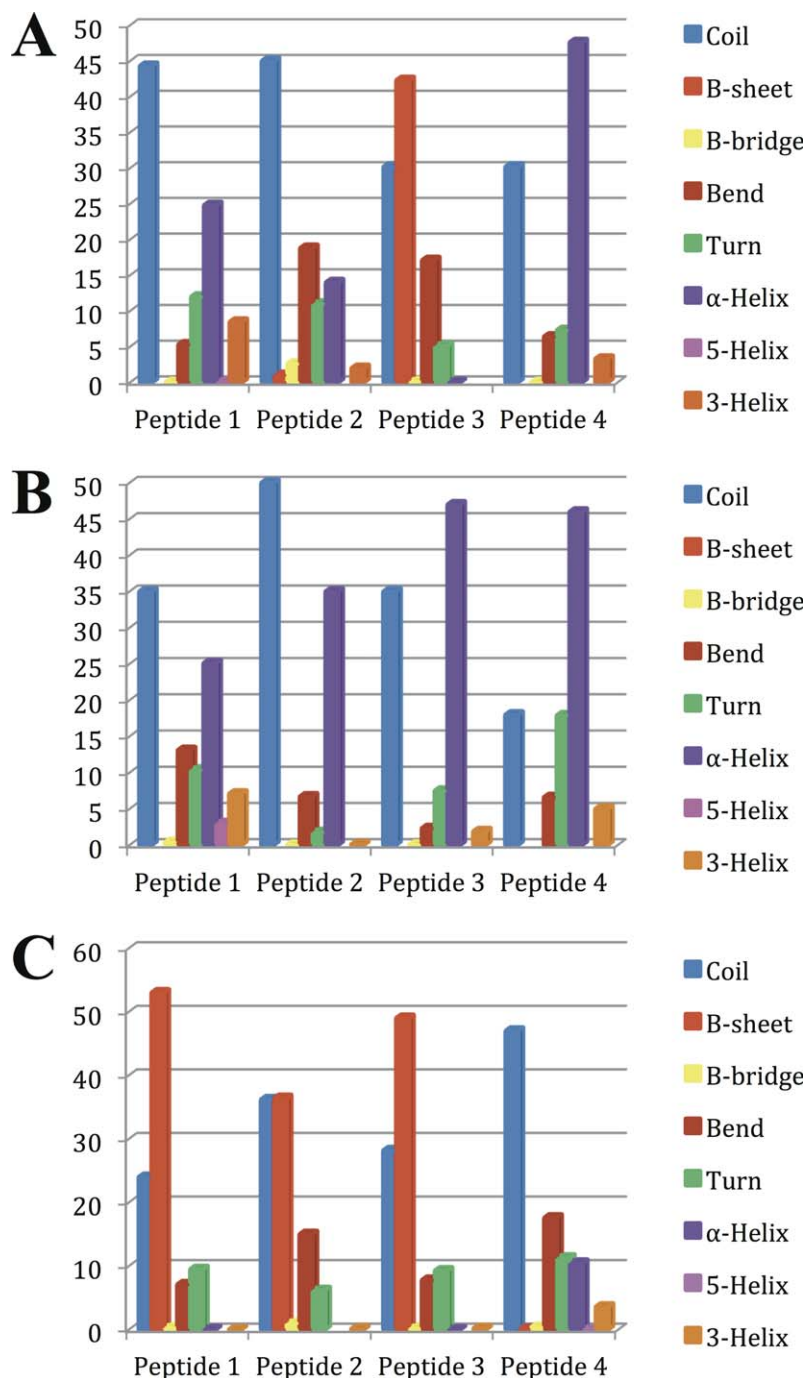 A
50
45
40
35
30
25
20
15
10
5
0
Peptide 1 Peptide 2 Peptide 3 Peptide 4
Coil
B-sheet
B-bridge
Bend
Turn
α-Helix
5-Helix
3-Helix
B
50
45
40
35
30
25
20
15
10
5
0
Peptide 1 Peptide 2 Peptide 3 Peptide 4
Coil
B-sheet
B-bridge
Bend
Turn
α-Helix
5-Helix
3-Helix
C
60
50
40
30
20
10
0
Peptide 1 Peptide 2 Peptide 3 Peptide 4
Coil
B-sheet
B-bridge
Bend
Turn
α-Helix
5-Helix
3-Helix